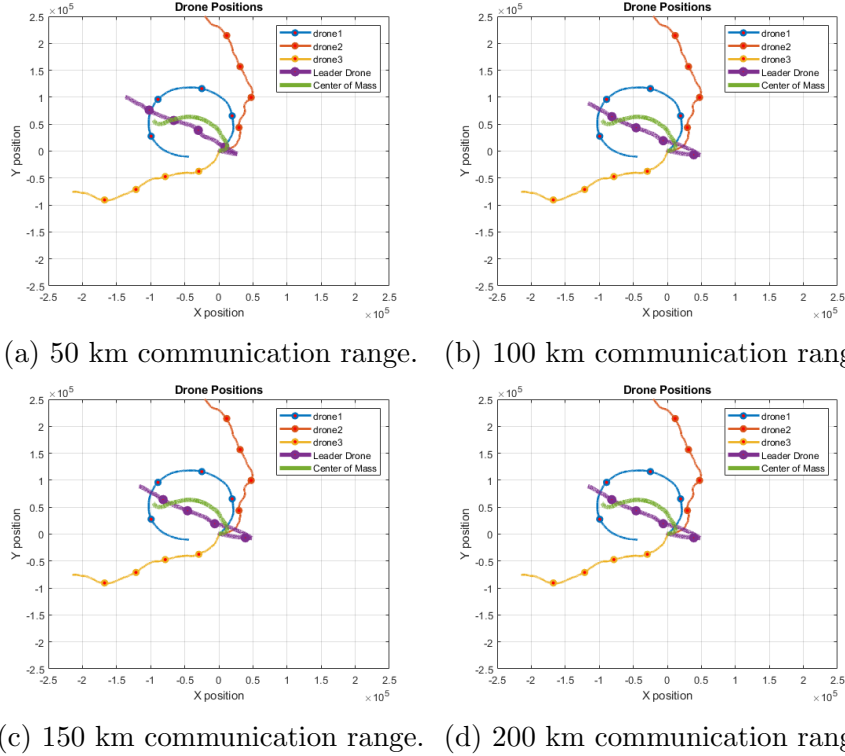 Drone Positions
×10^5
2.5
2
1.5
1
0.5
0
-0.5
-1
-1.5
-2
-2.5
Y position
-2.5 -2 -1.5 -1 -0.5 0 0.5 1 1.5 2 2.5
X position
×10^5
drone1
drone2
drone3
Leader Drone
Center of Mass
Drone Positions
×10^5
2.5
2
1.5
1
0.5
0
-0.5
-1
-1.5
-2
-2.5
Y position
-2.5 -2 -1.5 -1 -0.5 0 0.5 1 1.5 2 2.5
X position
×10^5
drone1
drone2
drone3
Leader Drone
Center of Mass
(a) 50 km communication range. (b) 100 km communication rang
Drone Positions
×10^5
2.5
2
1.5
1
0.5
0
-0.5
-1
-1.5
-2
-2.5
Y position
-2.5 -2 -1.5 -1 -0.5 0 0.5 1 1.5 2 2.5
X position
×10^5
drone1
drone2
drone3
Leader Drone
Center of Mass
Drone Positions
×10^5
2.5
2
1.5
1
0.5
0
-0.5
-1
-1.5
-2
-2.5
Y position
-2.5 -2 -1.5 -1 -0.5 0 0.5 1 1.5 2 2.5
X position
×10^5
drone1
drone2
drone3
Leader Drone
Center of Mass
(c) 150 km communication range. (d) 200 km communication rang